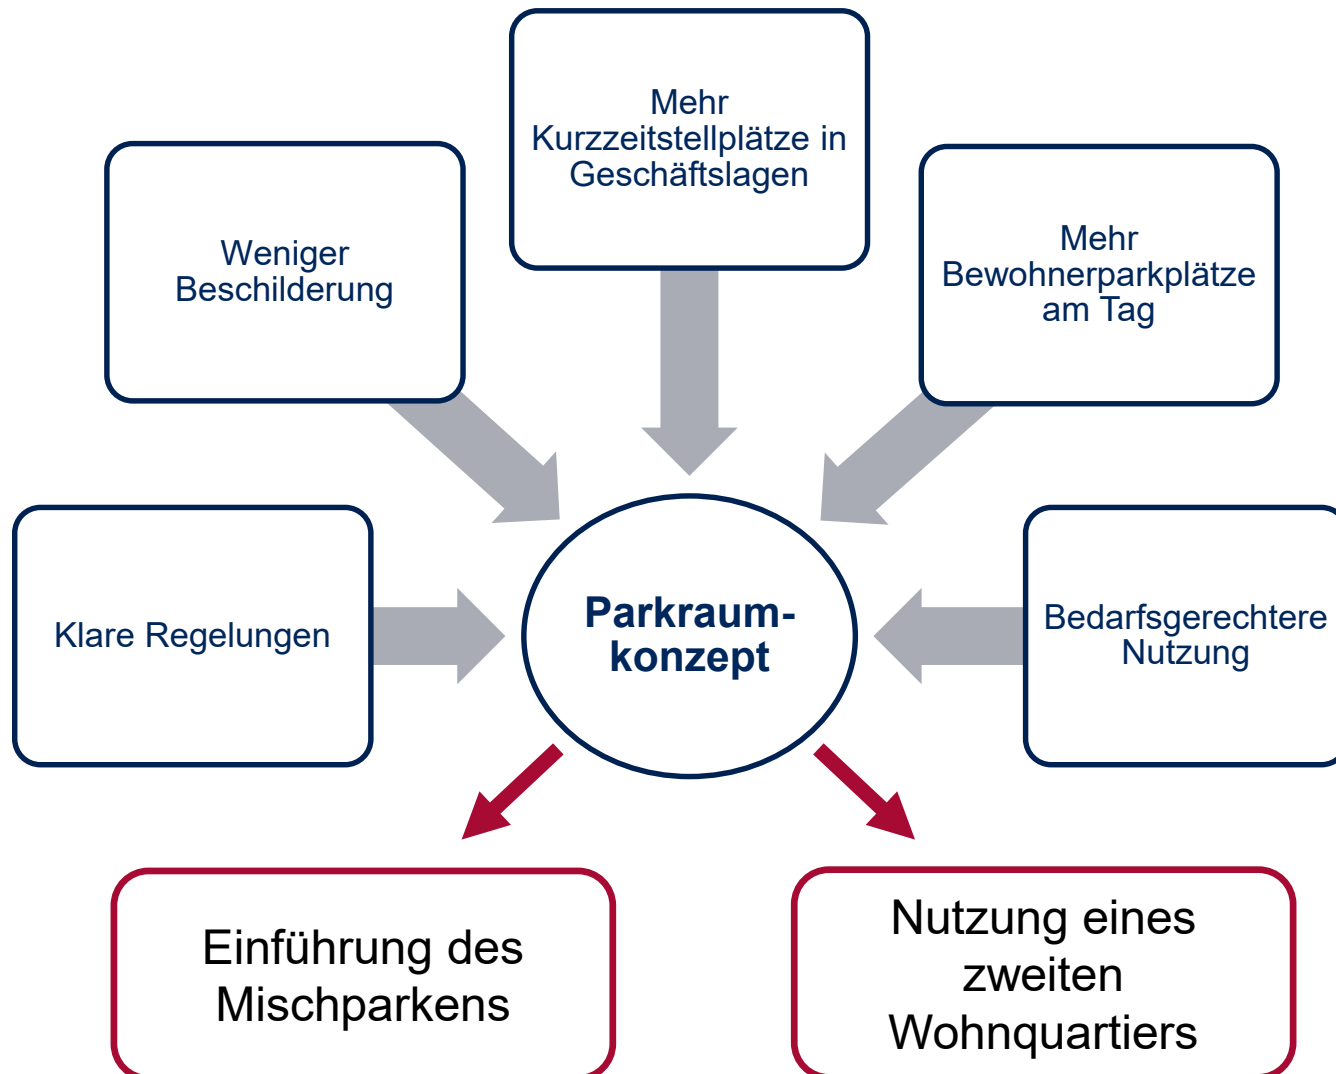 Mehr
Kurzzeitstellplätze in
Geschäftslagen
Weniger
Beschilderung
Mehr
Bewohnerparkplätze
am Tag
Klare Regelungen
Parkraum-
konzept
Bedarfsgerechtere
Nutzung
Einführung des
Mischparkens
Nutzung eines
zweiten
Wohnquartiers